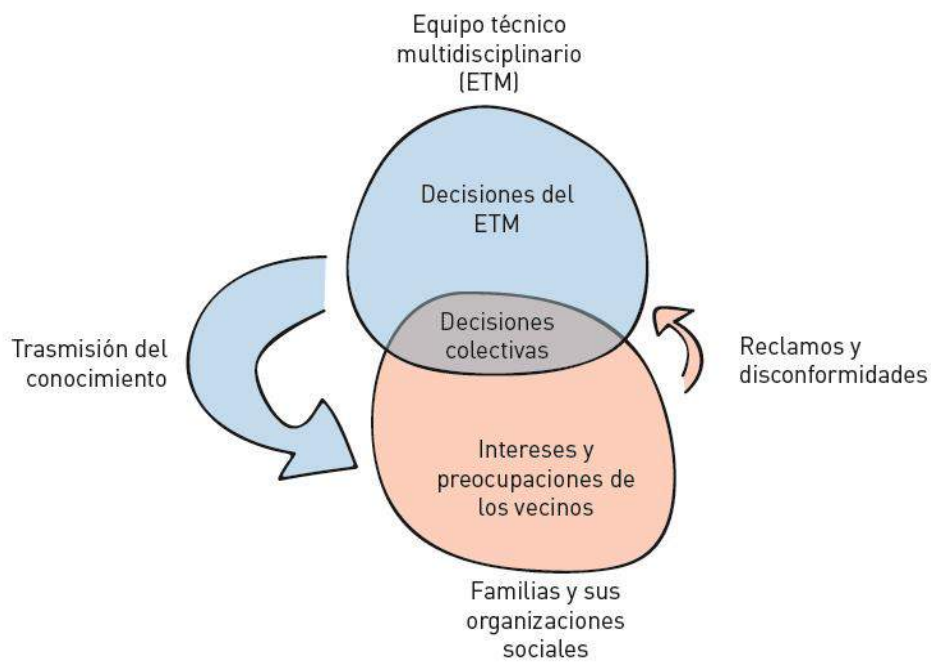 Equipo técnico
multidisciplinario
(ETM)
Decisiones del
ETM
Decisiones
colectivas
Trasmisión del
conocimiento
Reclamos y
disconformidades
Intereses y
preocupaciones de
los vecinos
Familias y sus
organizaciones
sociales